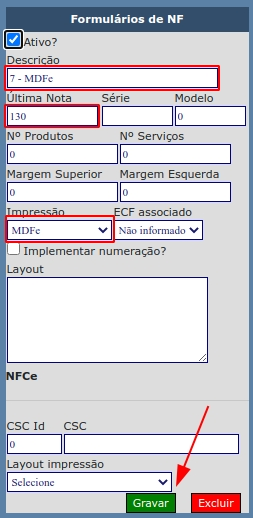 Formulários de NF
Ativo?
Descrição
7 - MDFe
Última Nota Série Modelo
130 0
Nº Produtos Nº Serviços
0 0
Margem Superior Margem Esquerda
0 0
Impressão ECF associado
MDFe Não informado
Implementar numeração?
Layout
NFCe
CSC Id CSC
0
Layout impressão
Selecione
Gravar Excluir